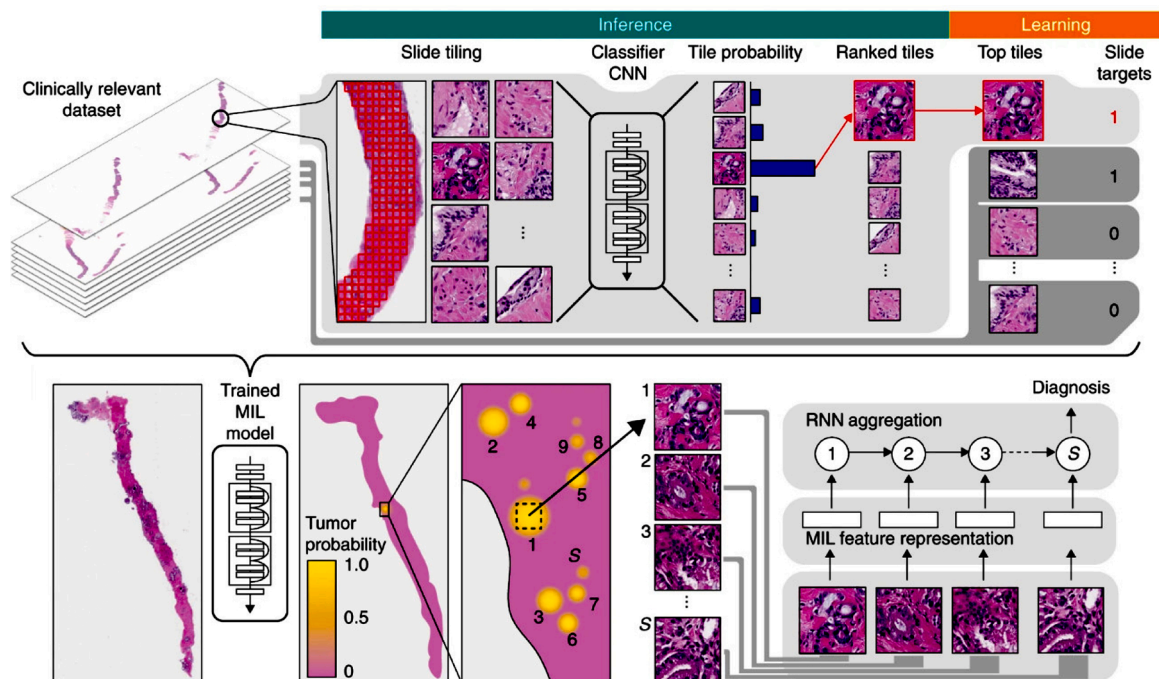 Inference
Learning
Slide tiling
Classifier
CNN
Tile probability
Ranked tiles
Top tiles
Slide
targets
Clinically relevant
dataset
1
1
0
0
...
...
...
...
...
Trained
MIL
model
Tumor
probability
1.0
0.5
0
2
4
9
8
5
1
S
3
7
6
1
2
3
...
S
Diagnosis
RNN aggregation
1
2
3
S
MIL feature representation